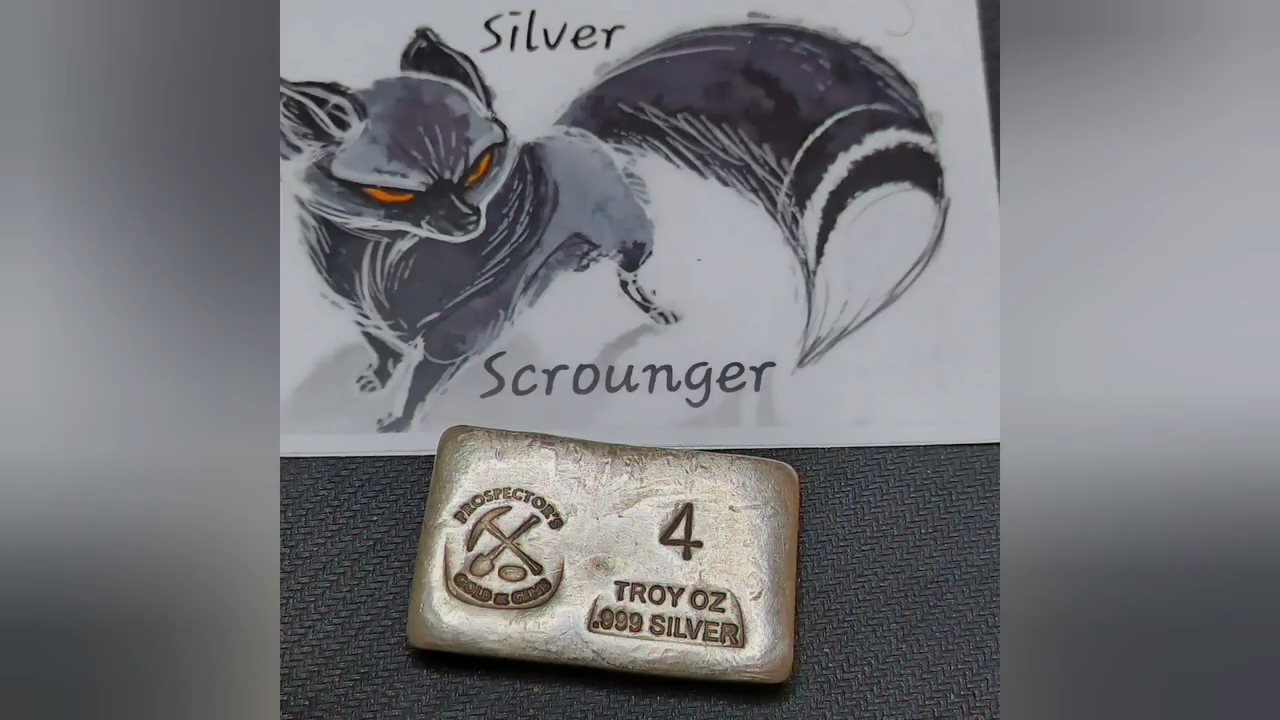 Silver
Scrounger
PROSPECTOR'S
GOLD & GEMS
4
TROY OZ
.999 SILVER